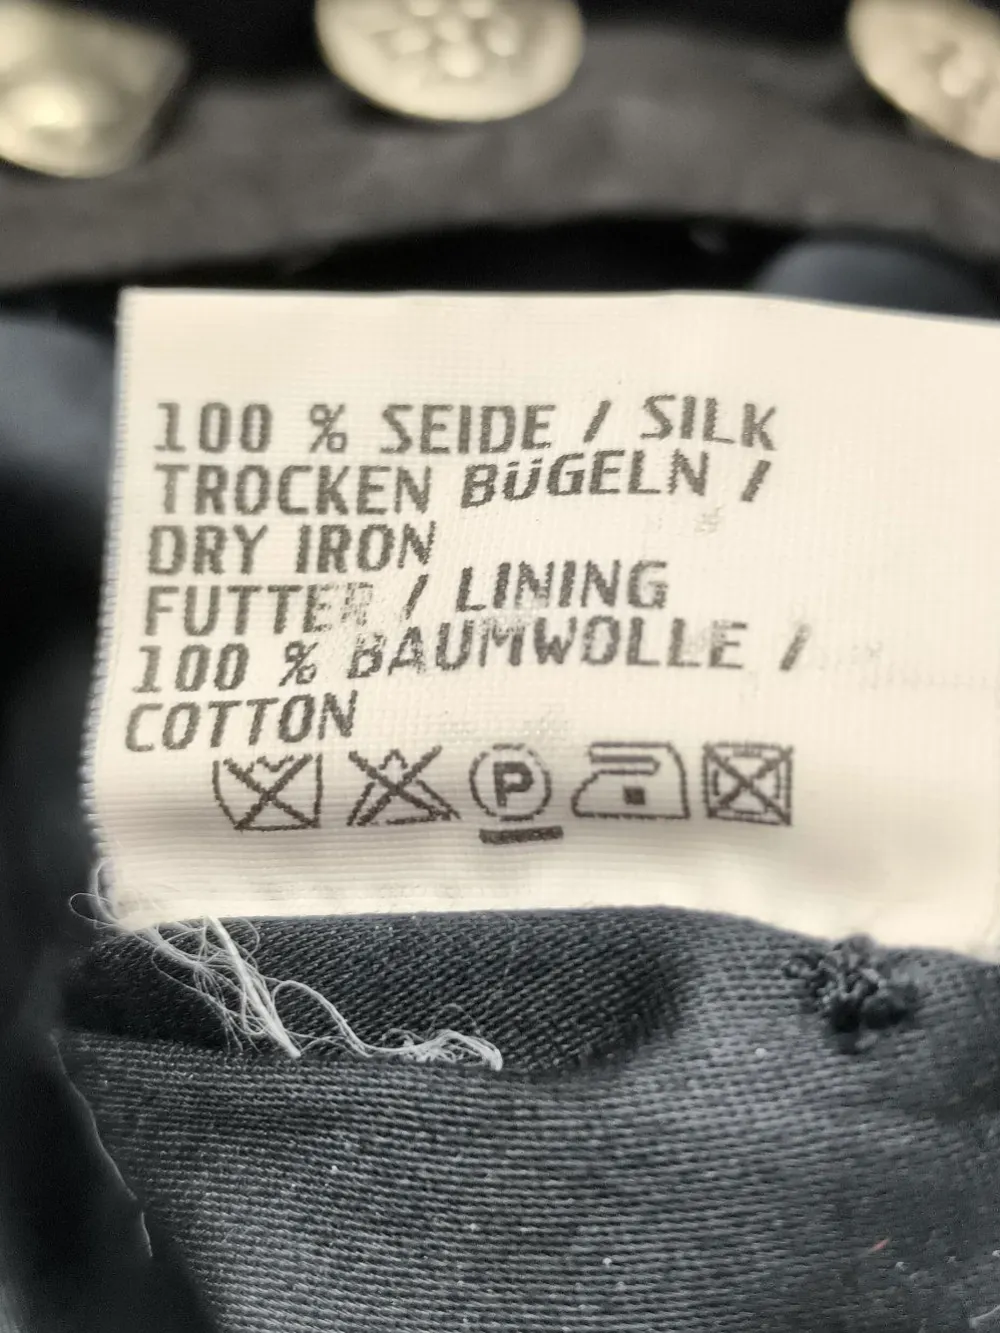 100 % SEIDE / SILK
TROCKEN BÜGELN /
DRY IRON
FUTTER / LINING
100 % BAUMWOLLE /
COTTON
P